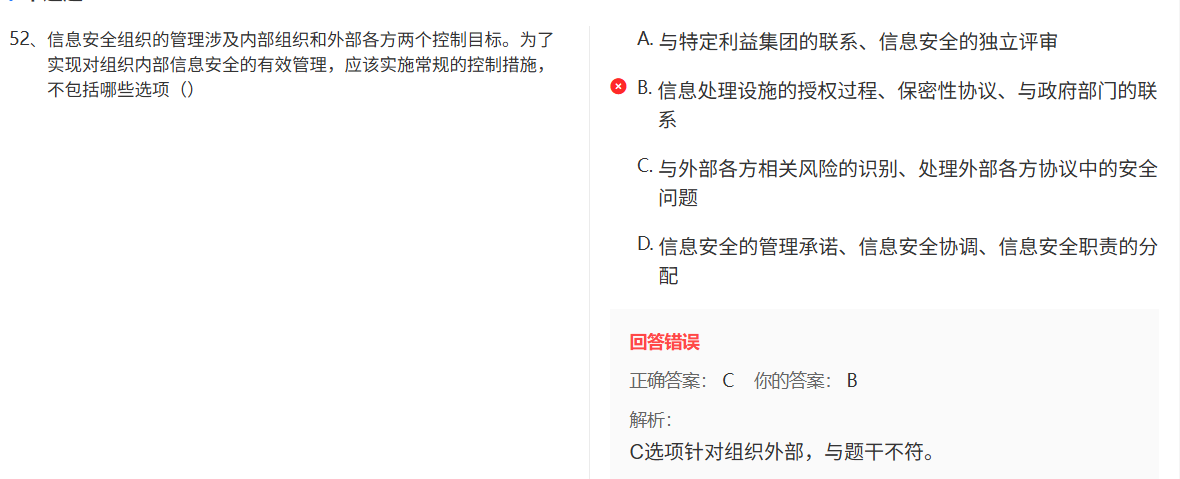 52、信息安全组织的管理涉及内部组织和外部各方两个控制目标。为了
实现对组织内部信息安全的有效管理，应该实施常规的控制措施，
不包括哪些选项（）
A. 与特定利益集团的联系、信息安全的独立评审
B. 信息处理设施的授权过程、保密性协议、与政府部门的联
系
C. 与外部各方相关风险的识别、处理外部各方协议中的安全
问题
D. 信息安全的管理承诺、信息安全协调、信息安全职责的分
配
回答错误
正确答案： C 你的答案： B
解析：
C选项针对组织外部，与题干不符。